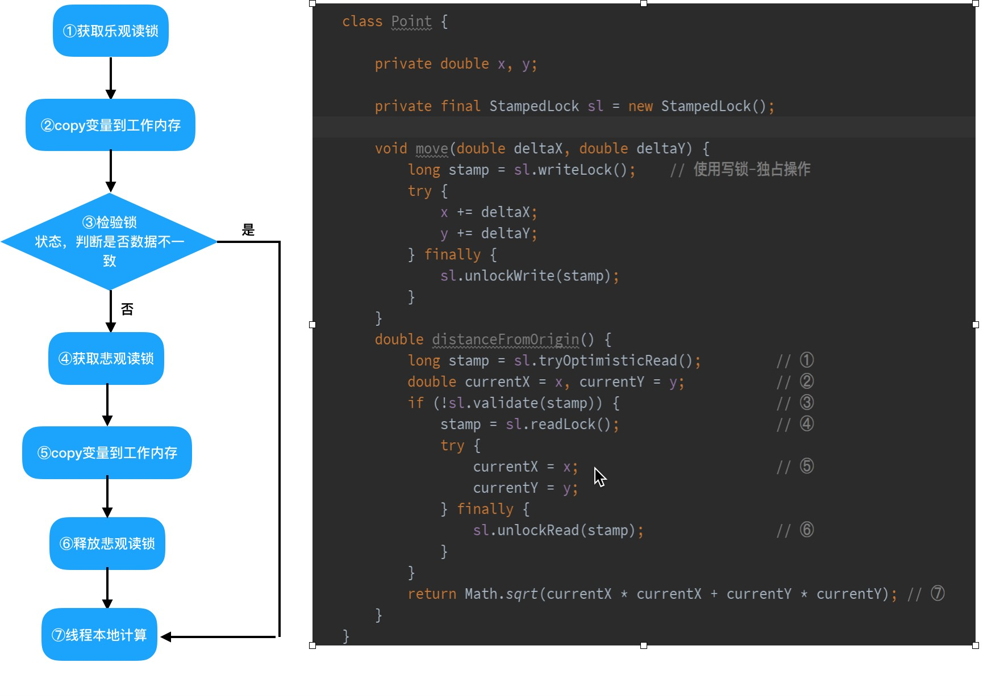 ①获取乐观读锁
②copy变量到工作内存
③检验锁
状态，判断是否数据不一
致
是
否
④获取悲观读锁
⑤copy变量到工作内存
⑥释放悲观读锁
⑦线程本地计算
class Point {
private double x, y;
private final StampedLock sl = new StampedLock();
void move(double deltaX, double deltaY) {
long stamp = sl.writeLock();    // 使用写锁-独占操作
try {
x += deltaX;
y += deltaY;
} finally {
sl.unlockWrite(stamp);
}
}
double distanceFromOrigin() {
long stamp = sl.tryOptimisticRead();         // ①
double currentX = x, currentY = y;           // ②
if (!sl.validate(stamp)) {                   // ③
stamp = sl.readLock();                   // ④
try {
currentX = x;                        // ⑤
currentY = y;
} finally {
sl.unlockRead(stamp);                // ⑥
}
}
return Math.sqrt(currentX * currentX + currentY * currentY); // ⑦
}
}